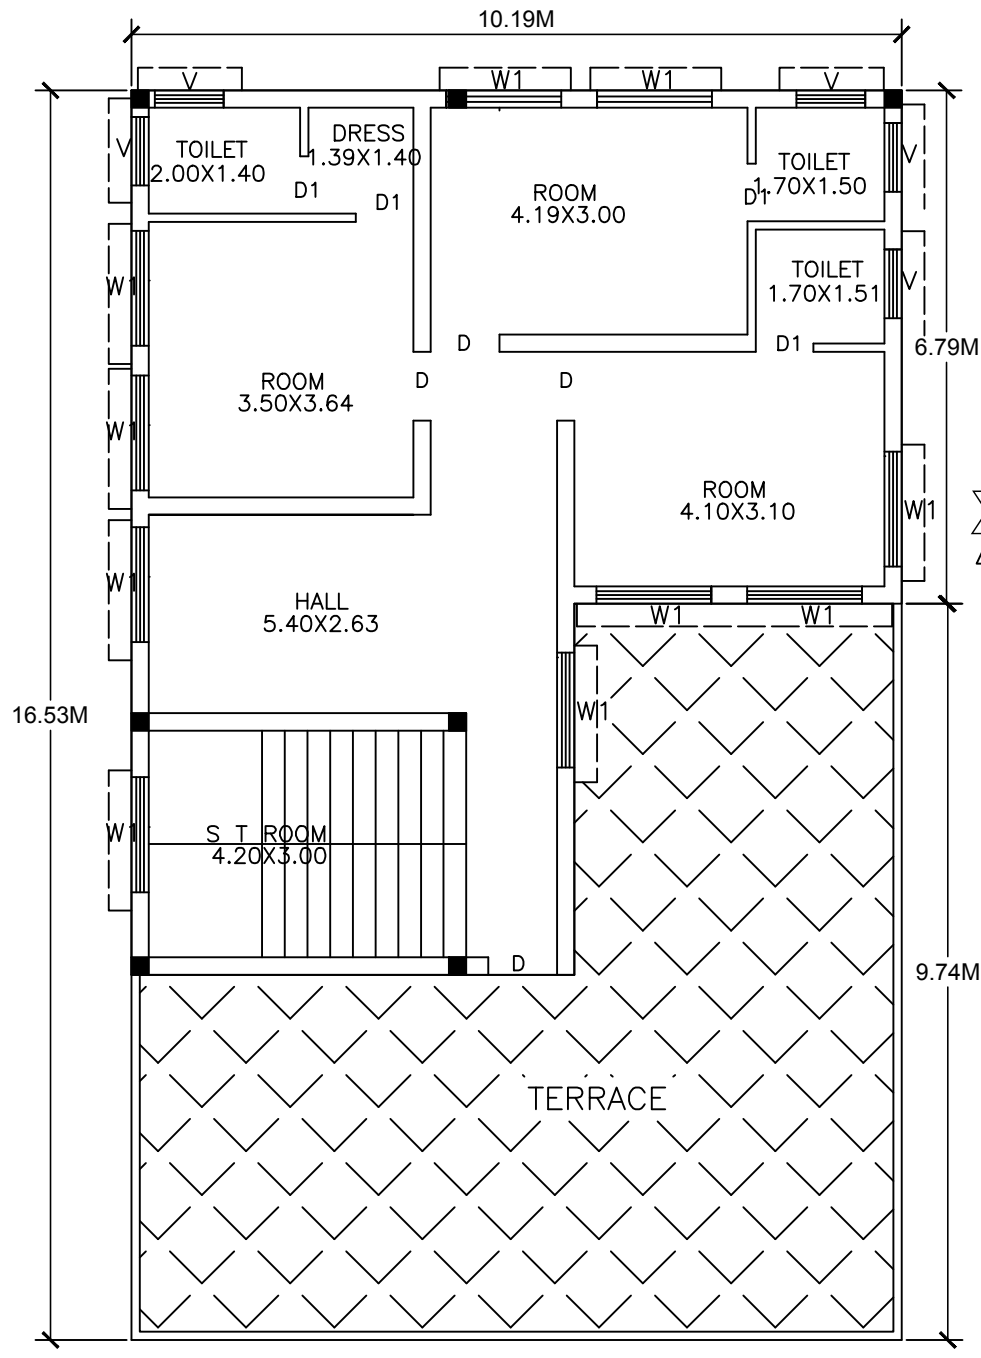 10.19M
V
W1
W1
V
V
TOILET
2.00X1.40
DRESS
1.39X1.40
D1
D1
ROOM
4.19X3.00
TOILET
1.70X1.50
D1
V
TOILET
1.70X1.51
V
W1
D
D1
6.79M
ROOM
3.50X3.64
D
D
W1
ROOM
4.10X3.10
W1
W1
HALL
5.40X2.63
W1
W1
W1
16.53M
W1
S T ROOM
4.20X3.00
D
9.74M
TERRACE